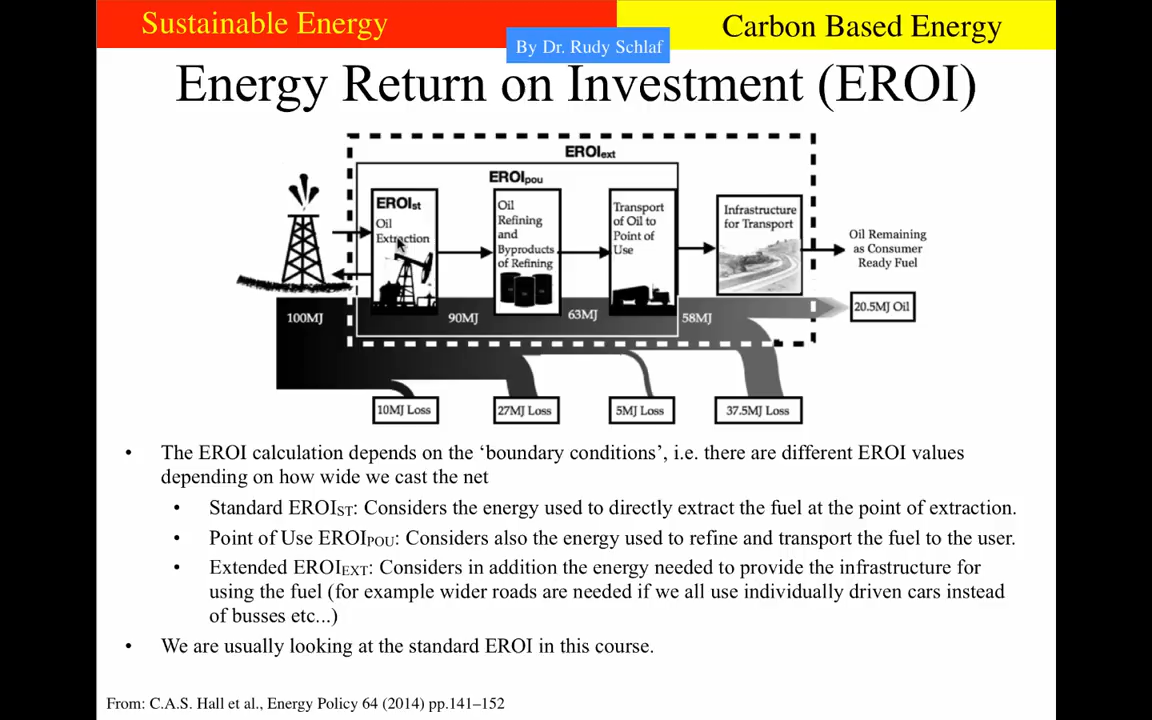 Sustainable Energy
Carbon Based Energy
By Dr. Rudy Schlaf
Energy Return on Investment (EROI)
EROIext
EROIpou
EROIst
Oil
Extraction
Oil
Refining
and
Byproducts
of Refining
Transport
of Oil to
Point of
Use
Infrastructure
for Transport
Oil Remaining
as Consumer
Ready Fuel
100MJ
90MJ
63MJ
58MJ
20.5MJ Oil
10MJ Loss
27MJ Loss
5MJ Loss
37.5MJ Loss
• The EROI calculation depends on the ‘boundary conditions’, i.e. there are different EROI values
depending on how wide we cast the net
• Standard EROIST: Considers the energy used to directly extract the fuel at the point of extraction.
• Point of Use EROIPOU: Considers also the energy used to refine and transport the fuel to the user.
• Extended EROIEXT: Considers in addition the energy needed to provide the infrastructure for
using the fuel (for example wider roads are needed if we all use individually driven cars instead
of busses etc...)
• We are usually looking at the standard EROI in this course.
From: C.A.S. Hall et al., Energy Policy 64 (2014) pp.141–152